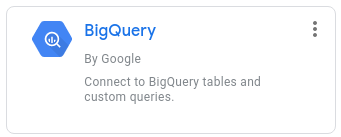 BigQuery
By Google
Connect to BigQuery tables and
custom queries.